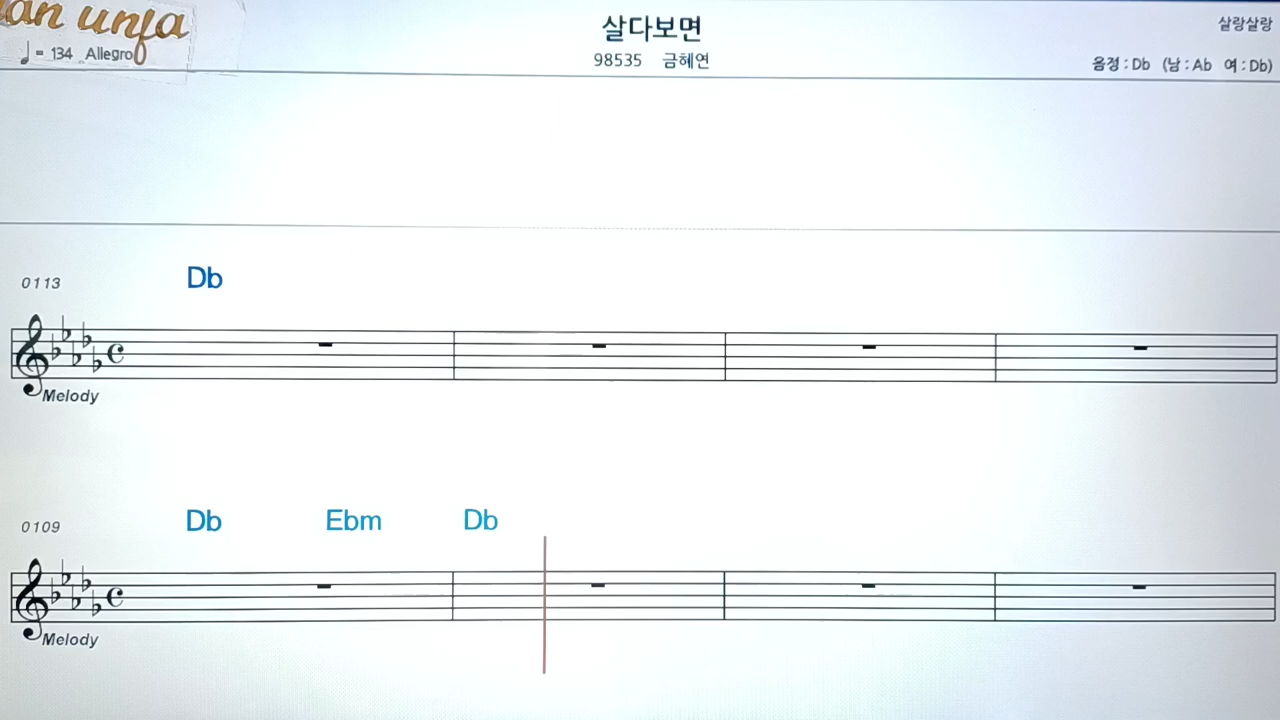 an unja
♩= 134 Allegro
살다보면
98535 금혜연
살랑살랑
음정 : Db (남 : Ab 여 : Db)
0113
Db
Melody
0109
Db Ebm Db
Melody